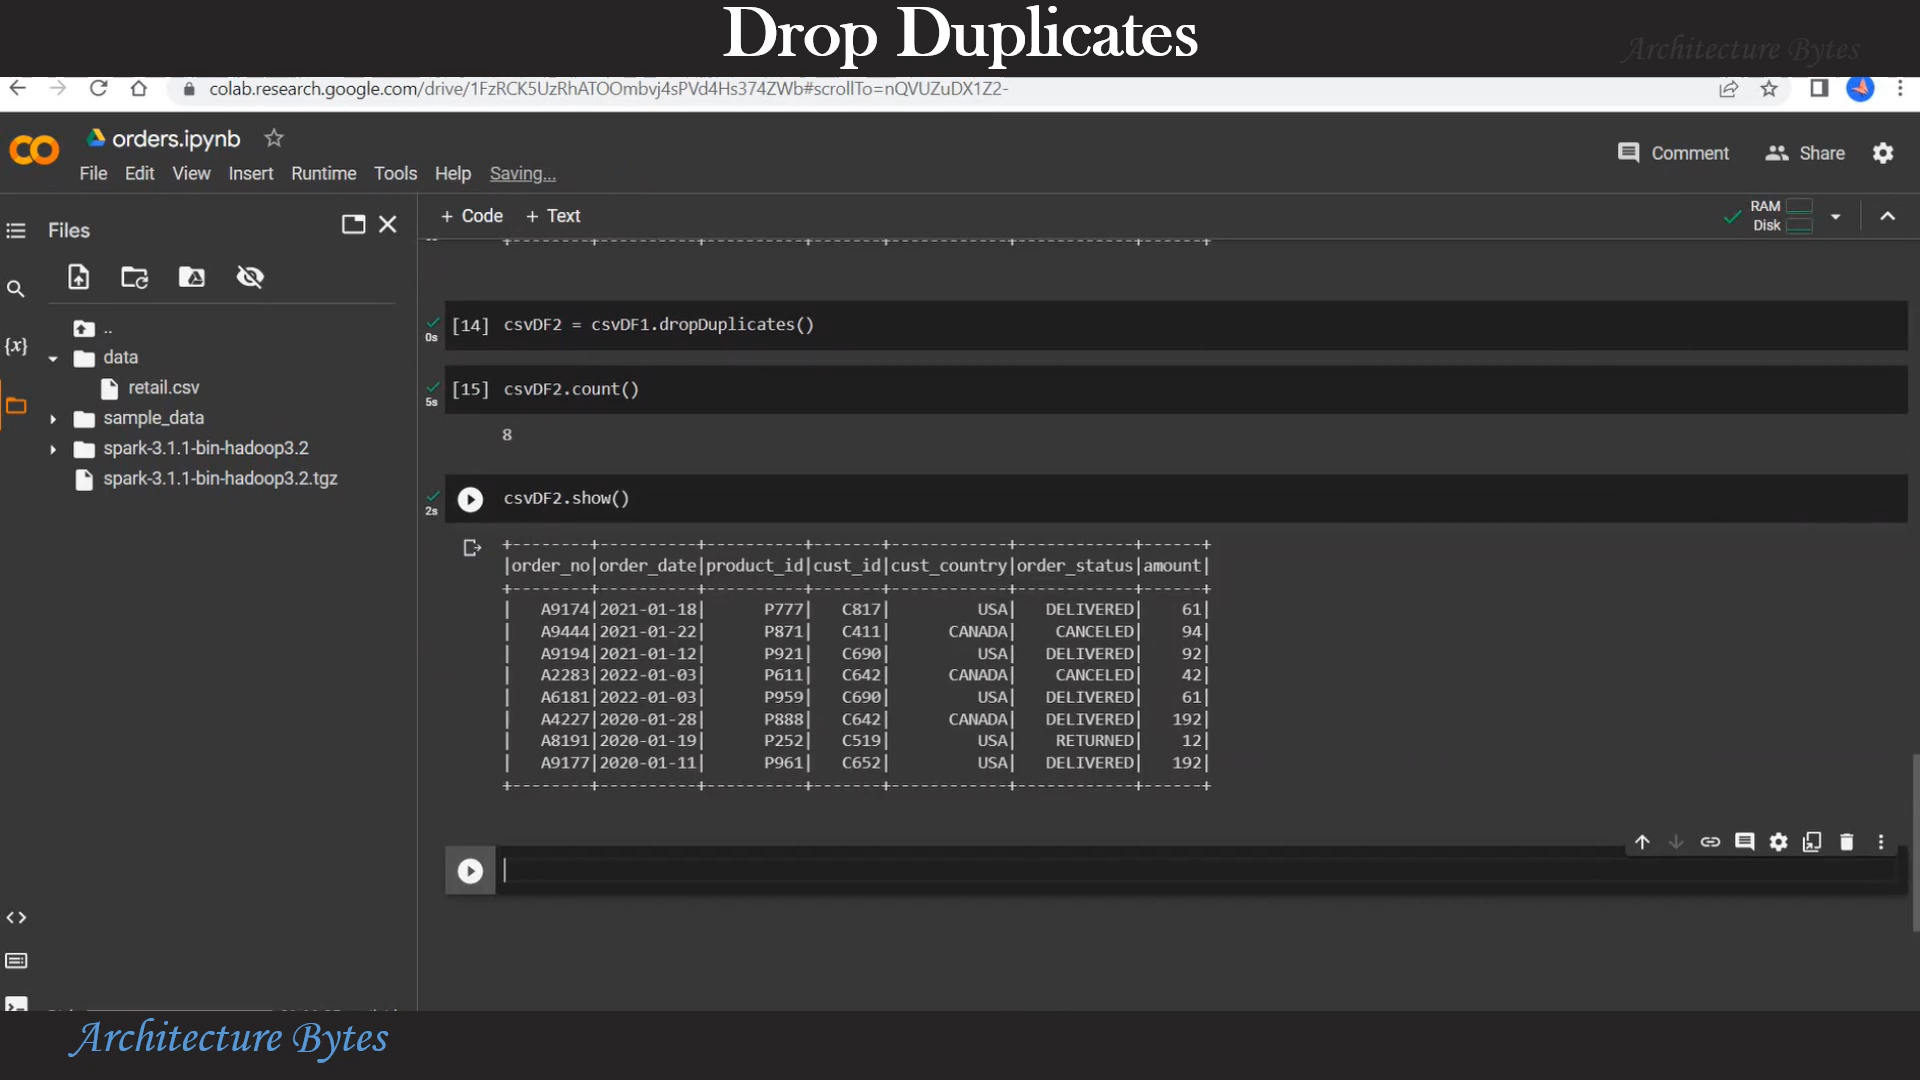 Drop Duplicates
Architecture Bytes
colab.research.google.com/drive/1FzRCK5UzRhATOOmbvj4sPVd4Hs374ZWb#scrollTo=nQVUZuDX1Z2-
orders.ipynb
Comment
Share
File Edit View Insert Runtime Tools Help Saving...
Files
+ Code + Text
RAM
Disk
..
data
retail.csv
sample_data
spark-3.1.1-bin-hadoop3.2
spark-3.1.1-bin-hadoop3.2.tgz
{x}
0s
[14] csvDF2 = csvDF1.dropDuplicates()
5s
[15] csvDF2.count()
8
2s
csvDF2.show()
+--------+----------+----------+-------+------------+------------+------+
|order_no|order_date|product_id|cust_id|cust_country|order_status|amount|
+--------+----------+----------+-------+------------+------------+------+
|   A9174|2021-01-18|      P777|   C817|         USA|   DELIVERED|    61|
|   A9444|2021-01-22|      P871|   C411|      CANADA|    CANCELED|    94|
|   A9194|2021-01-12|      P921|   C690|         USA|   DELIVERED|    92|
|   A2283|2022-01-03|      P611|   C642|      CANADA|    CANCELED|    42|
|   A6181|2022-01-03|      P959|   C690|         USA|   DELIVERED|    61|
|   A4227|2020-01-28|      P888|   C642|      CANADA|   DELIVERED|   192|
|   A8191|2020-01-19|      P252|   C519|         USA|    RETURNED|    12|
|   A9177|2020-01-11|      P961|   C652|         USA|   DELIVERED|   192|
+--------+----------+----------+-------+------------+------------+------+
Architecture Bytes